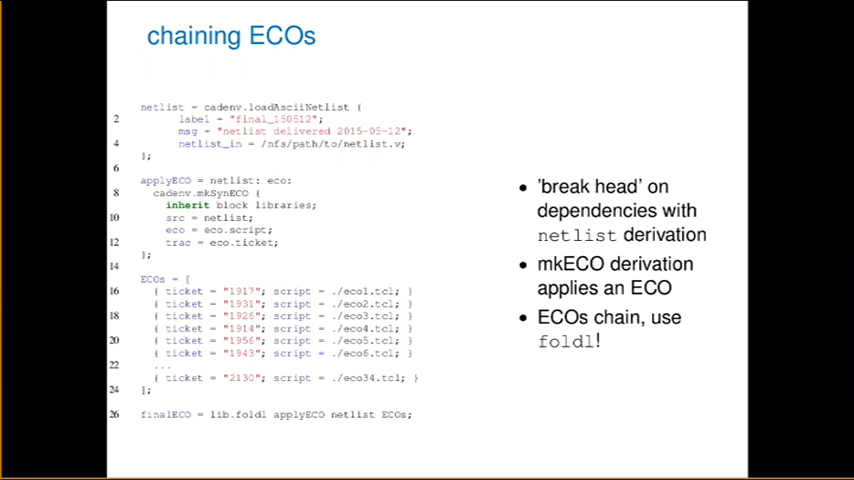 chaining ECOs
netlist = cadenv.loadAsciiNetlist {
2 label = "final_150512";
msg = "netlist delivered 2015-05-12";
4 netlist_in = /nfs/path/to/netlist.v;
};
6
applyECO = netlist: eco:
8 cadenv.mkSynECO {
inherit block libraries;
10 src = netlist;
eco = eco.script;
12 trac = eco.ticket;
};
14
ECOs = [
16 { ticket = "1917"; script = ./eco1.tcl; }
{ ticket = "1931"; script = ./eco2.tcl; }
18 { ticket = "1926"; script = ./eco3.tcl; }
{ ticket = "1914"; script = ./eco4.tcl; }
20 { ticket = "1956"; script = ./eco5.tcl; }
{ ticket = "1943"; script = ./eco6.tcl; }
22 ...
{ ticket = "2130"; script = ./eco34.tcl; }
24 ];
26 finalECO = lib.foldl applyECO netlist ECOs;
• 'break head' on
dependencies with
netlist derivation
• mkECO derivation
applies an ECO
• ECOs chain, use
foldl!